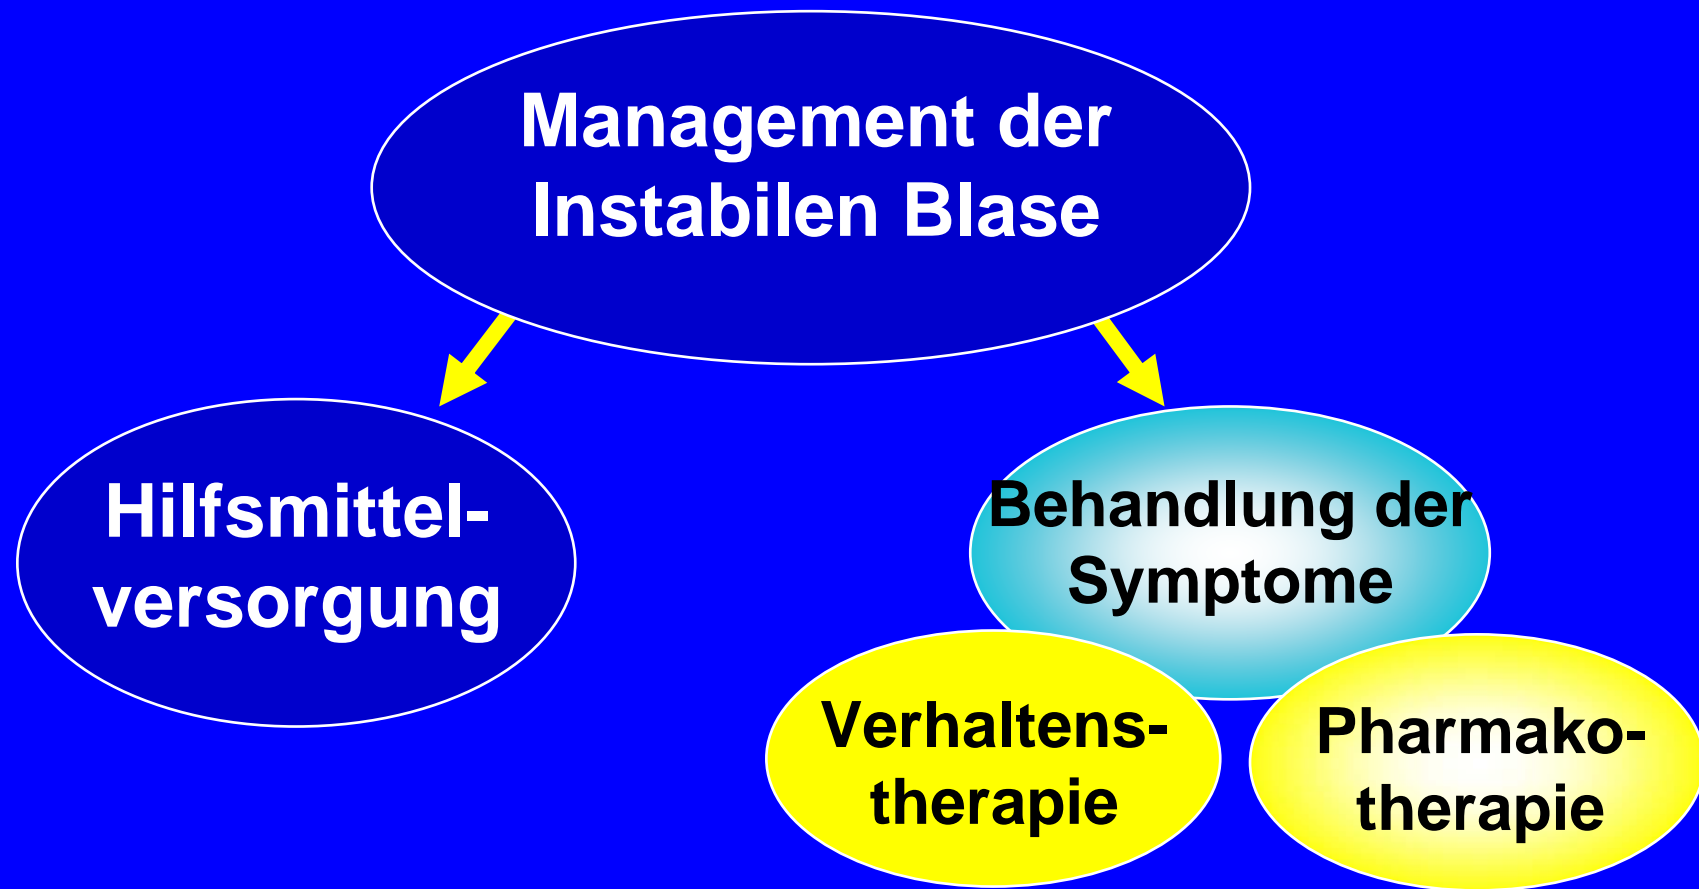 Management der
Instabilen Blase
Hilfsmittel-
versorgung
Behandlung der
Symptome
Verhaltens-
therapie
Pharmako-
therapie